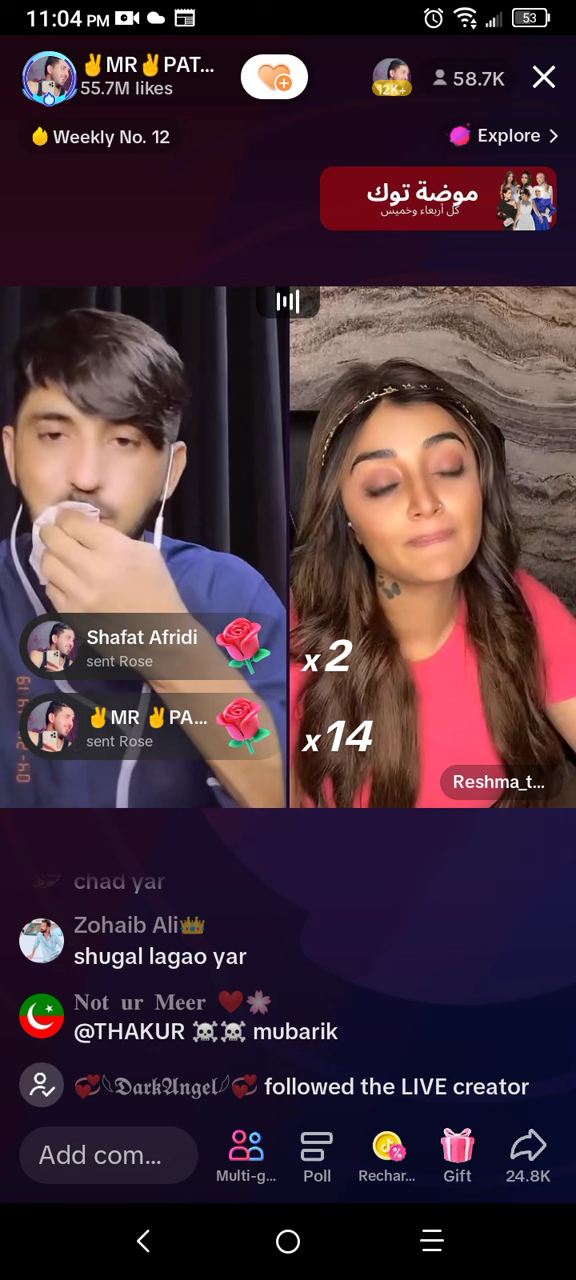 11:04 PM
53
✌️MR✌️PAT...
55.7M likes
12K+
58.7K
Weekly No. 12
Explore
موضة توك
كل أربعاء وخميس
Shafat Afridi
sent Rose
x2
✌️MR ✌️PA...
sent Rose
x14
Reshma_t...
chad yar
Zohaib Ali👑
shugal lagao yar
Not ur Meer ❤️🌸
@THAKUR ☠️☠️ mubarik
💞𝔇𝔞𝔯𝔨𝔄𝔫𝔤𝔢𝔩💞 followed the LIVE creator
Add com...
Multi-g...
Poll
Rechar...
Gift
24.8K